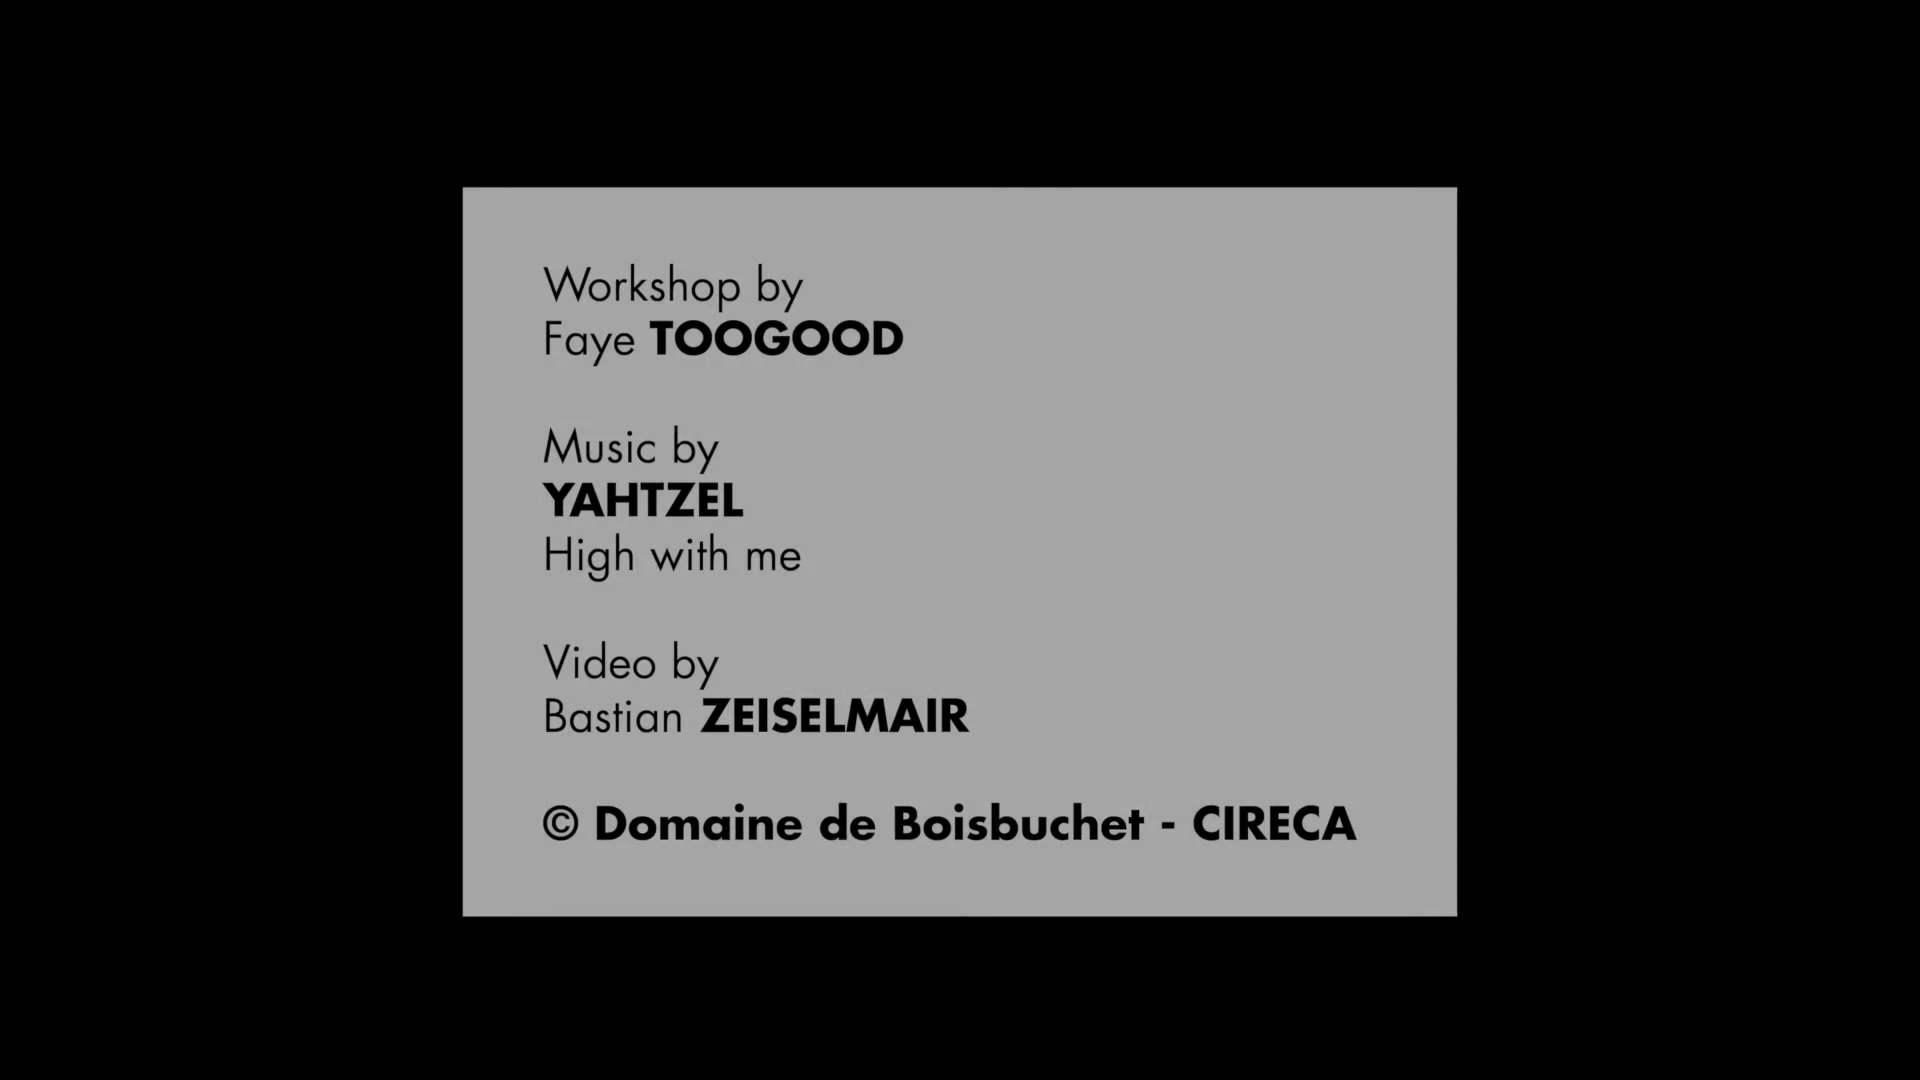 Workshop by
Faye TOOGOOD
Music by
YAHTZEL
High with me
Video by
Bastian ZEISELMAIR
© Domaine de Boisbuchet - CIRECA